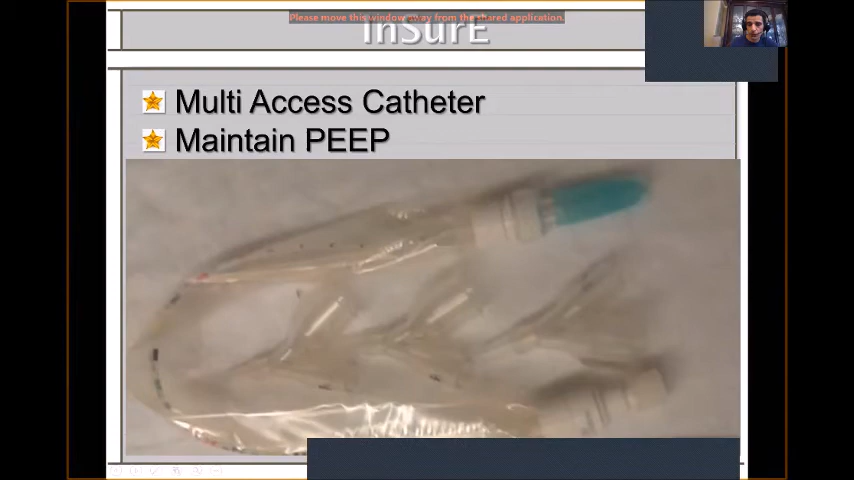 Please move this window away from the shared application.
InSurE
Multi Access Catheter
Maintain PEEP